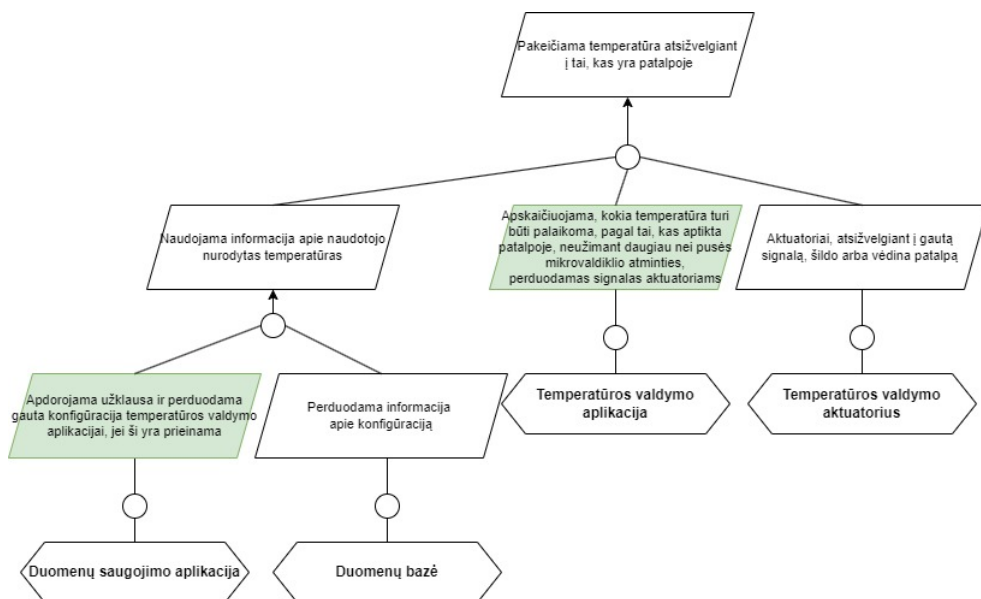 Pakeičiama temperatūra atsižvelgiant
į tai, kas yra patalpoje
Naudojama informacija apie naudotojo
nurodytas temperatūras
Apskaičiuojama, kokia temperatūra turi
būti palaikoma, pagal tai, kas aptikta
patalpoje, neužimant daugiau nei pusės
mikrovaldiklio atminties,
perduodamas signalas aktuatoriams
Aktuatoriai, atsižvelgiant į gautą
signalą, šildo arba vėdina patalpą
Apdorojama užklausa ir perduodama
gauta konfigūracija temperatūros valdymo
aplikacijai, jei ši yra prieinama
Perduodama informacija
apie konfigūraciją
Temperatūros valdymo
aplikacija
Temperatūros valdymo
aktuatorius
Duomenų saugojimo aplikacija
Duomenų bazė